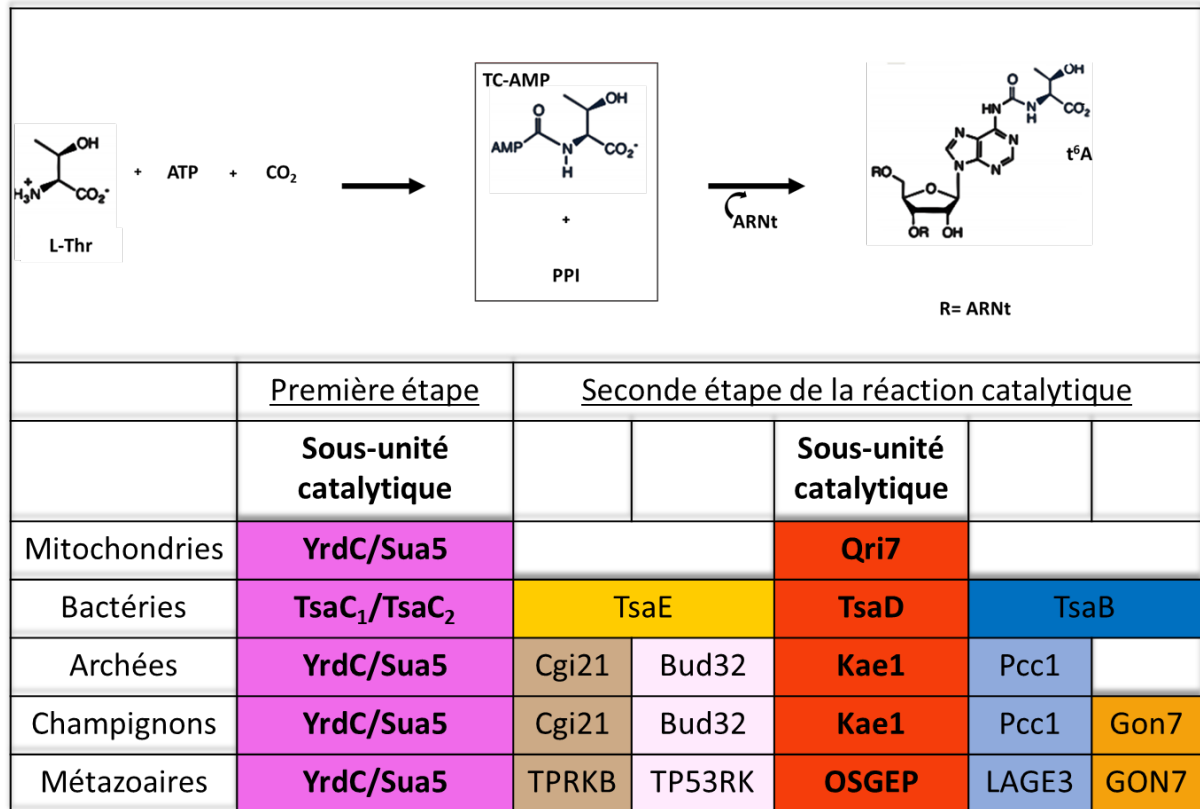 TC-AMP
OH
O
AMP
N
H
CO₂⁻
OH
H₃N⁺
CO₂⁻
L-Thr
+ ATP + CO₂
+
PPI
ARNt
OH
O
HN
N
H
CO₂⁻
N
N
N
N
t⁶A
RO
O
OR OH
R= ARNt
Première étape
Seconde étape de la réaction catalytique
Sous-unité catalytique
Sous-unité catalytique
Mitochondries YrdC/Sua5 Qri7
Bactéries TsaC₁/TsaC₂ TsaE TsaD TsaB
Archées YrdC/Sua5 Cgi21 Bud32 Kae1 Pcc1
Champignons YrdC/Sua5 Cgi21 Bud32 Kae1 Pcc1 Gon7
Métazoaires YrdC/Sua5 TPRKB TP53RK OSGEP LAGE3 GON7